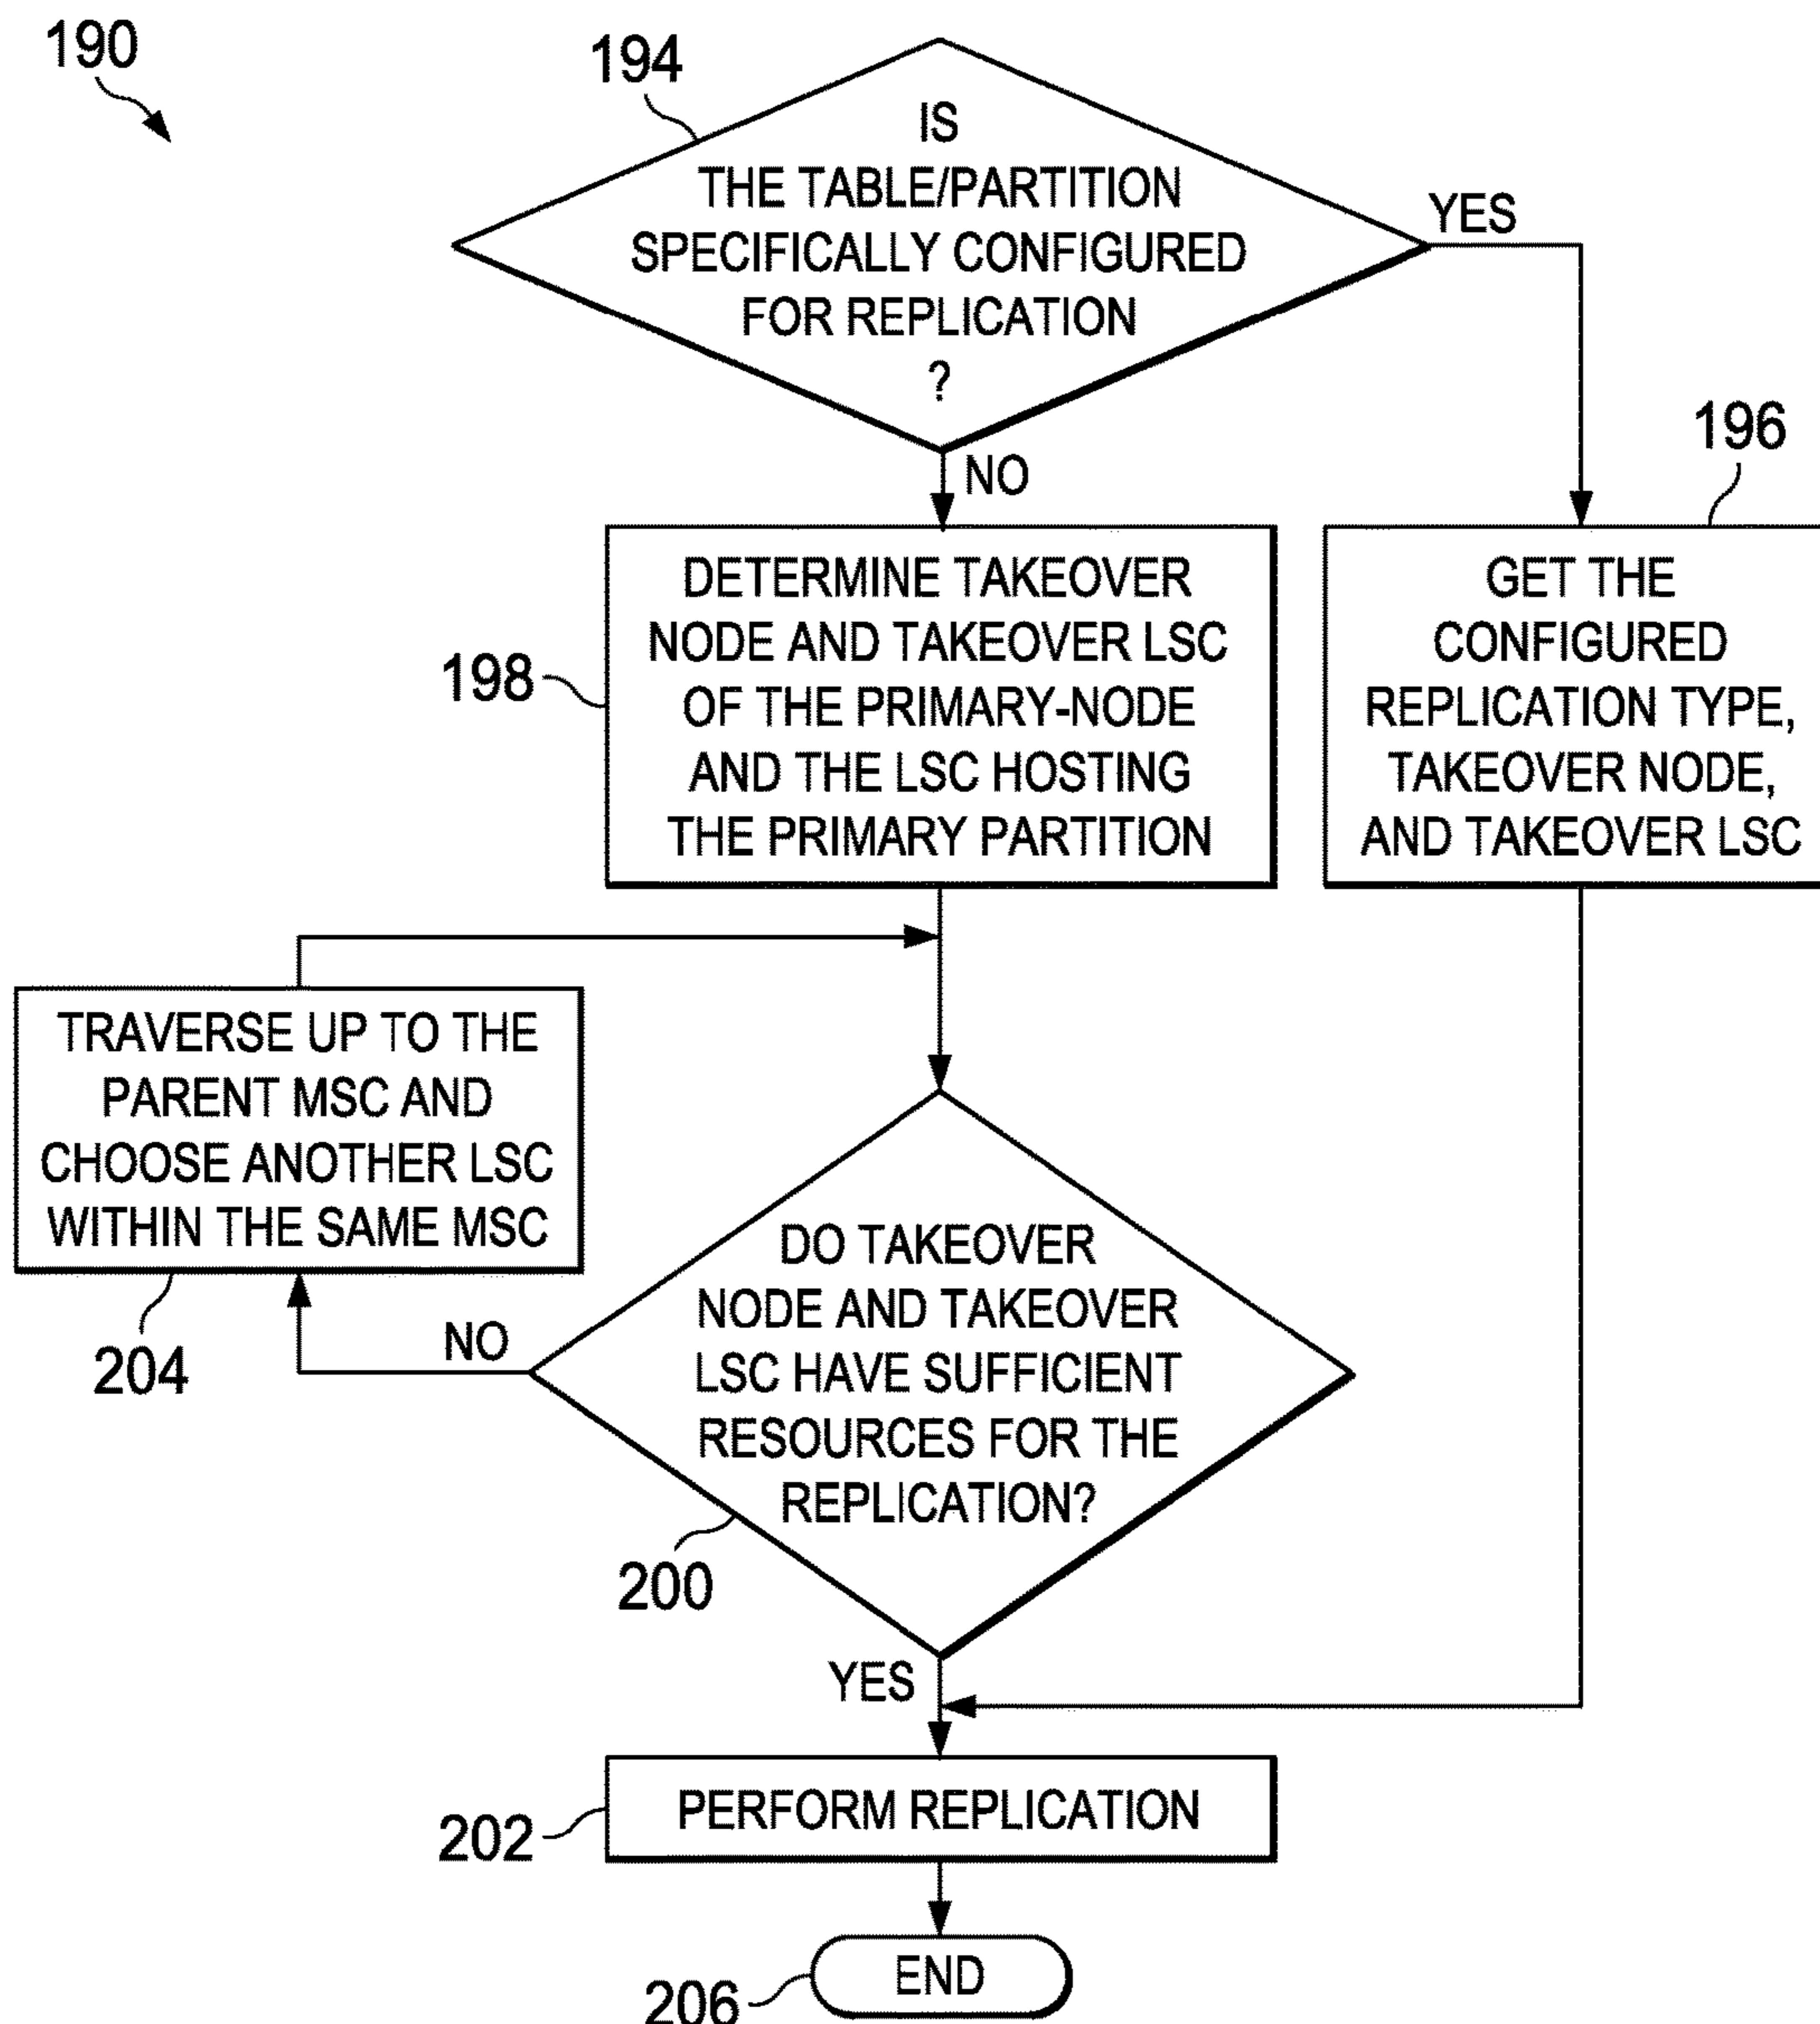 190
194
IS
THE TABLE/PARTITION
SPECIFICALLY CONFIGURED
FOR REPLICATION
?
YES
NO
196
198
DETERMINE TAKEOVER
NODE AND TAKEOVER LSC
OF THE PRIMARY-NODE
AND THE LSC HOSTING
THE PRIMARY PARTITION
GET THE
CONFIGURED
REPLICATION TYPE,
TAKEOVER NODE,
AND TAKEOVER LSC
TRAVERSE UP TO THE
PARENT MSC AND
CHOOSE ANOTHER LSC
WITHIN THE SAME MSC
204
NO
DO TAKEOVER
NODE AND TAKEOVER
LSC HAVE SUFFICIENT
RESOURCES FOR THE
REPLICATION?
200
YES
202
PERFORM REPLICATION
206
END